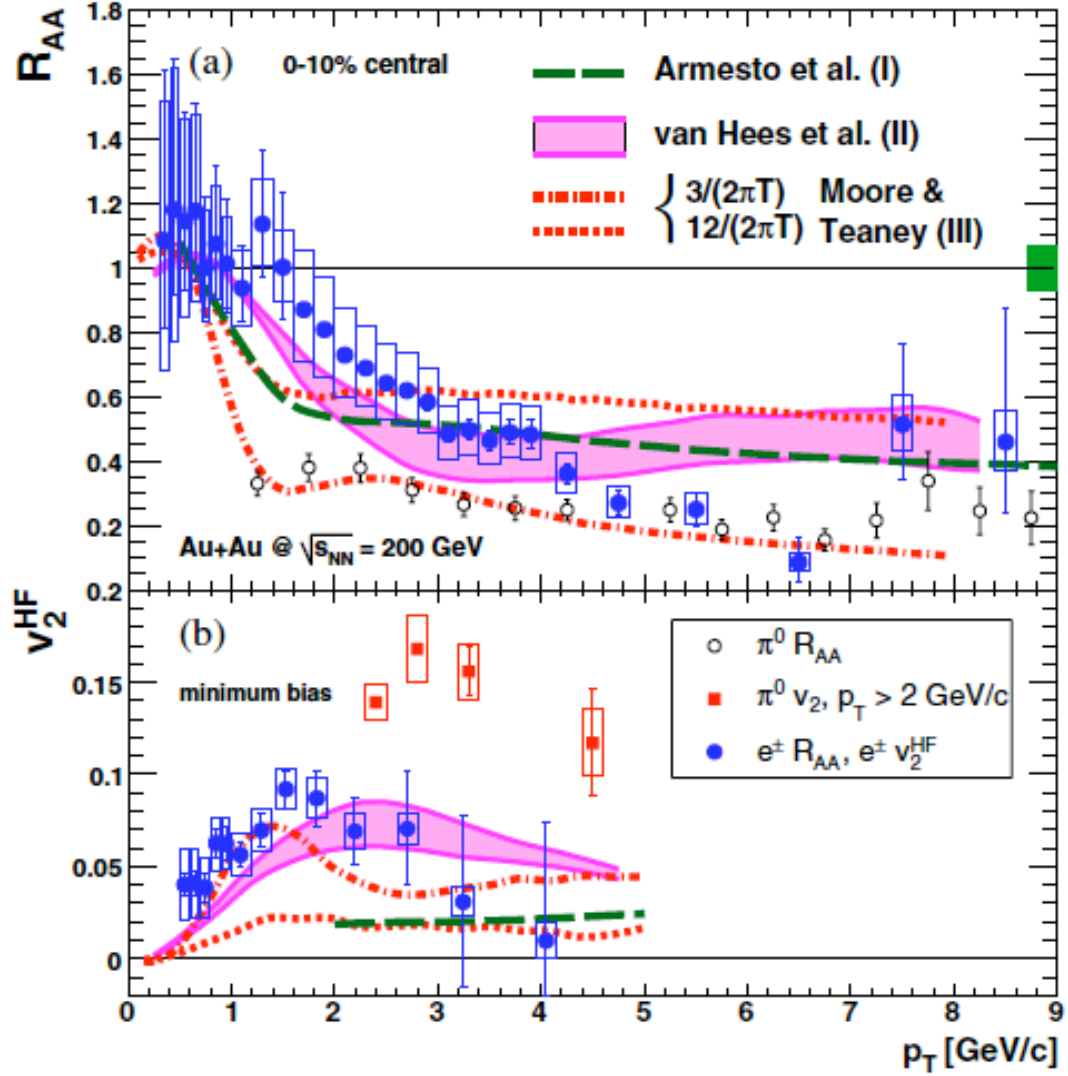 R_AA
1.8
1.6
1.4
1.2
1
0.8
0.6
0.4
0.2
(a)
0-10% central
Armesto et al. (I)
van Hees et al. (II)
3/(2πT) Moore &
12/(2πT) Teaney (III)
Au+Au @ √s_NN = 200 GeV
v_2^HF
0.15
0.1
0.05
0
(b)
minimum bias
π⁰ R_AA
π⁰ v_2, p_T > 2 GeV/c
e± R_AA, e± v_2^HF
0 1 2 3 4 5 6 7 8 9
p_T [GeV/c]